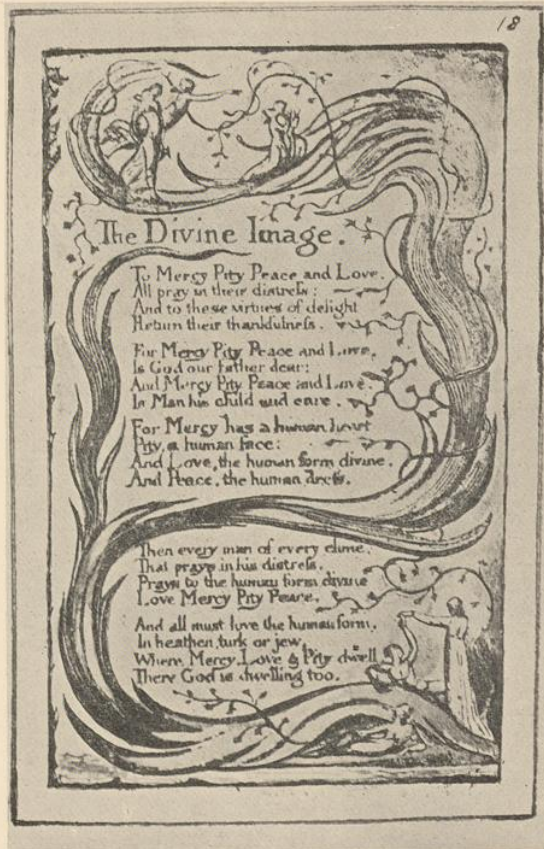 18
The Divine Image.
To Mercy Pity Peace and Love.
All pray in their distreſs:
And to these virtues of delight
Return their thankfulneſs.
For Mercy Pity Peace and Love,
Is God our father dear:
And Mercy Pity Peace and Love.
Is Man his child and care.
For Mercy has a human heart
Pity, a human face:
And Love, the human form divine.
And Peace, the human dreſs.
Then every man of every clime,
That prays in his distreſs.
Prays to the human form divine
Love Mercy Pity Peace.
And all must love the human form.
In heathen, turk or jew.
Where Mercy, Love & Pity dwell,
There God is dwelling too.